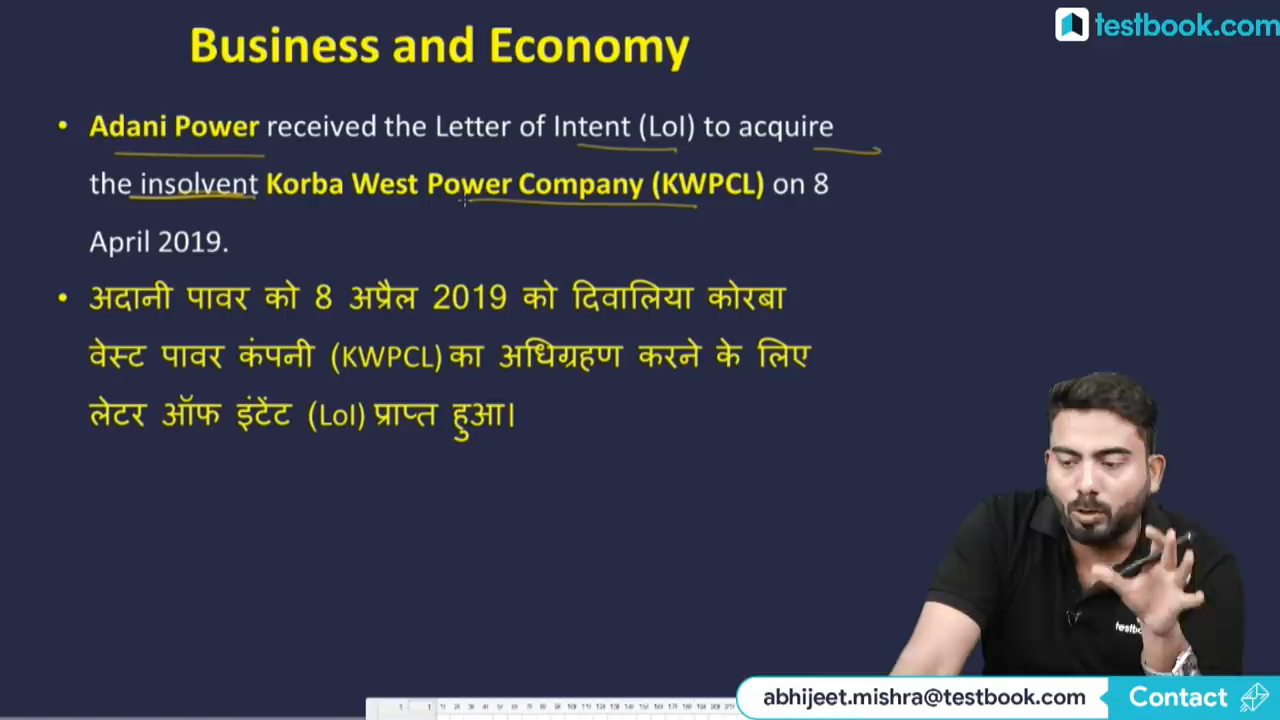 testbook.com
Business and Economy
• Adani Power received the Letter of Intent (LoI) to acquire
the insolvent Korba West Power Company (KWPCL) on 8
April 2019.
• अदानी पावर को 8 अप्रैल 2019 को दिवालिया कोरबा
वेस्ट पावर कंपनी (KWPCL) का अधिग्रहण करने के लिए
लेटर ऑफ इंटेंट (LoI) प्राप्त हुआ।
abhijeet.mishra@testbook.com
Contact